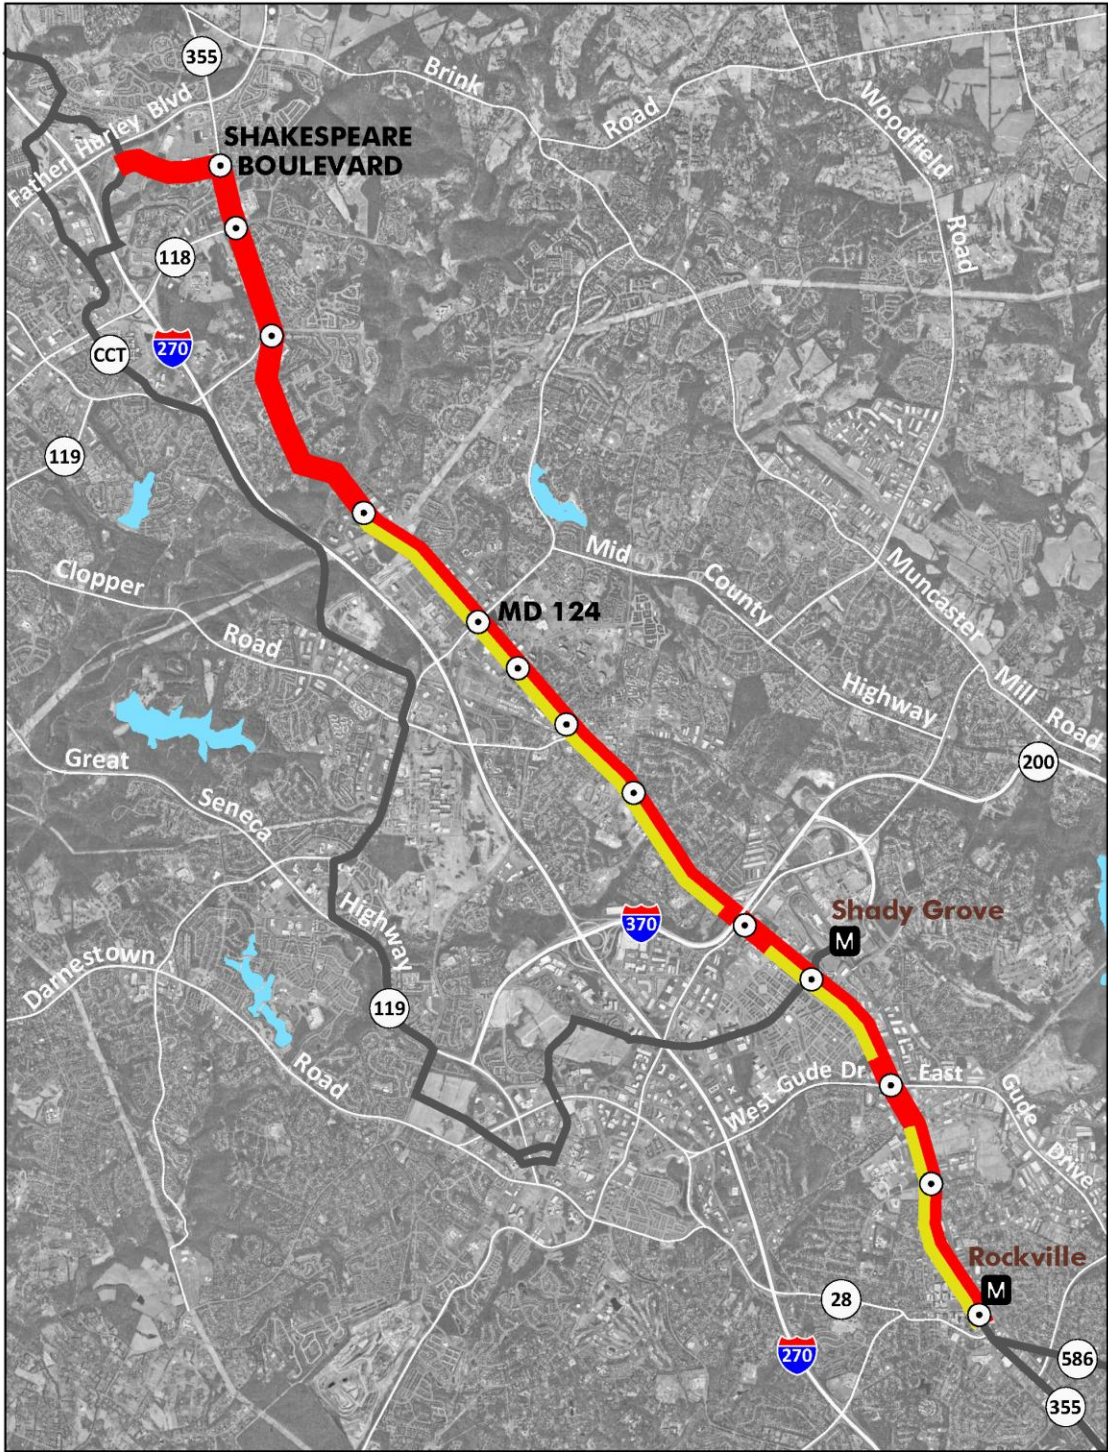 355
Brink
Road
Woodfield
Road
Father Hurley Blvd
SHAKESPEARE
BOULEVARD
118
270
CCT
119
Clopper
Road
Mid
County
Highway
Muncaster
Mill Road
MD 124
200
Great
Seneca
Highway
119
Darnestown
Road
370
Shady Grove
M
West Gude Dr
East
Gude
Drive
Rockville
M
28
270
586
355